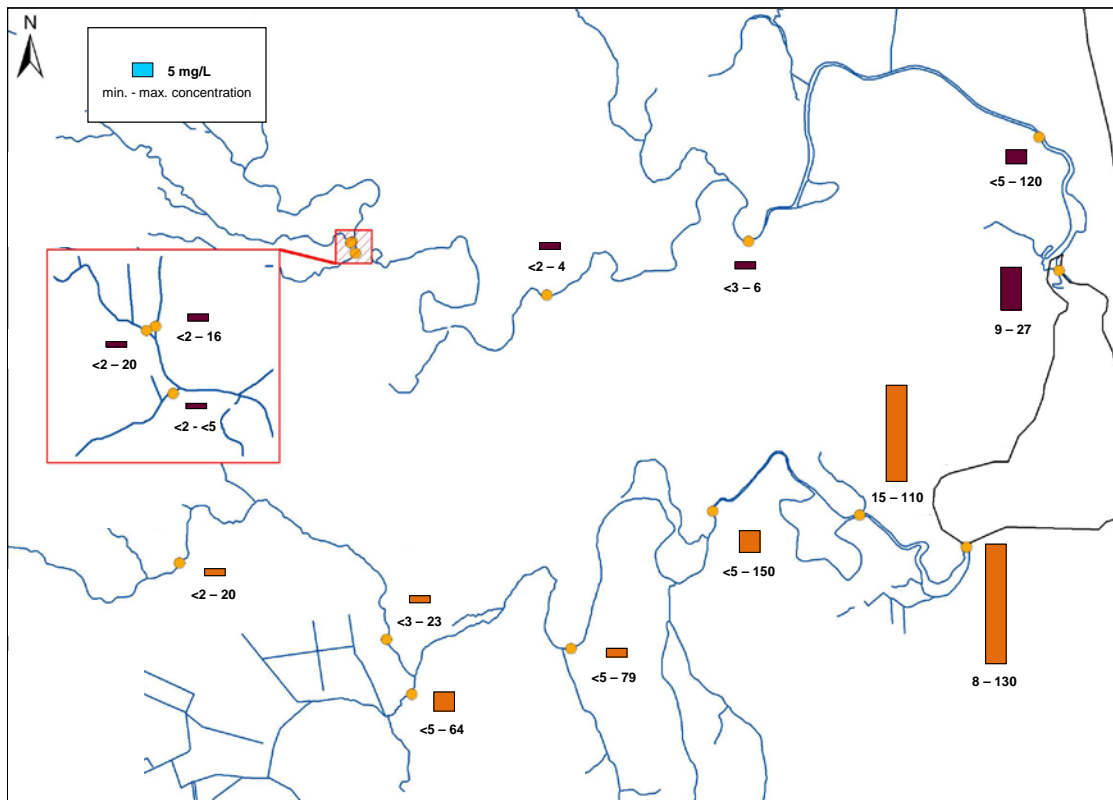 N
5 mg/L
min. - max. concentration
<5 – 120
<2 – 4
<3 – 6
9 – 27
<2 – 16
<2 – 20
<2 - <5
15 – 110
<5 – 150
<2 – 20
<3 – 23
<5 – 79
8 – 130
<5 – 64